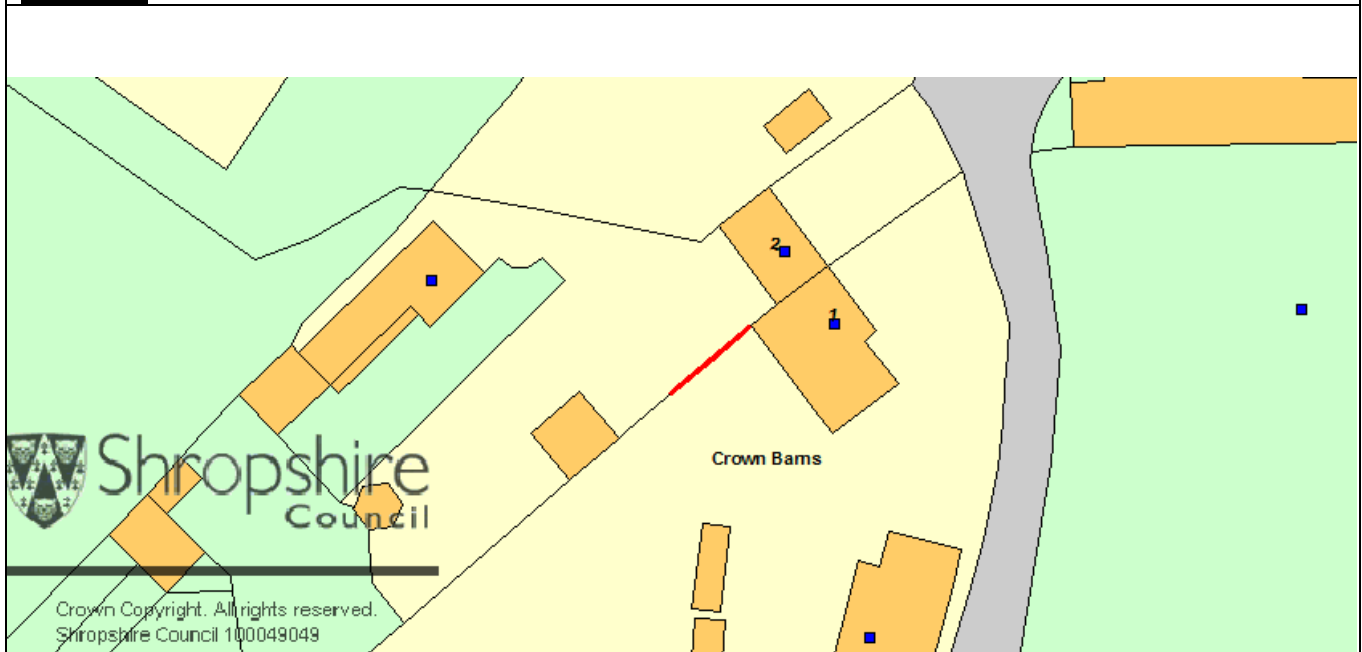 2
1
Crown Barns
Shropshire
Council
Crown Copyright. All rights reserved.
Shropshire Council 100049049